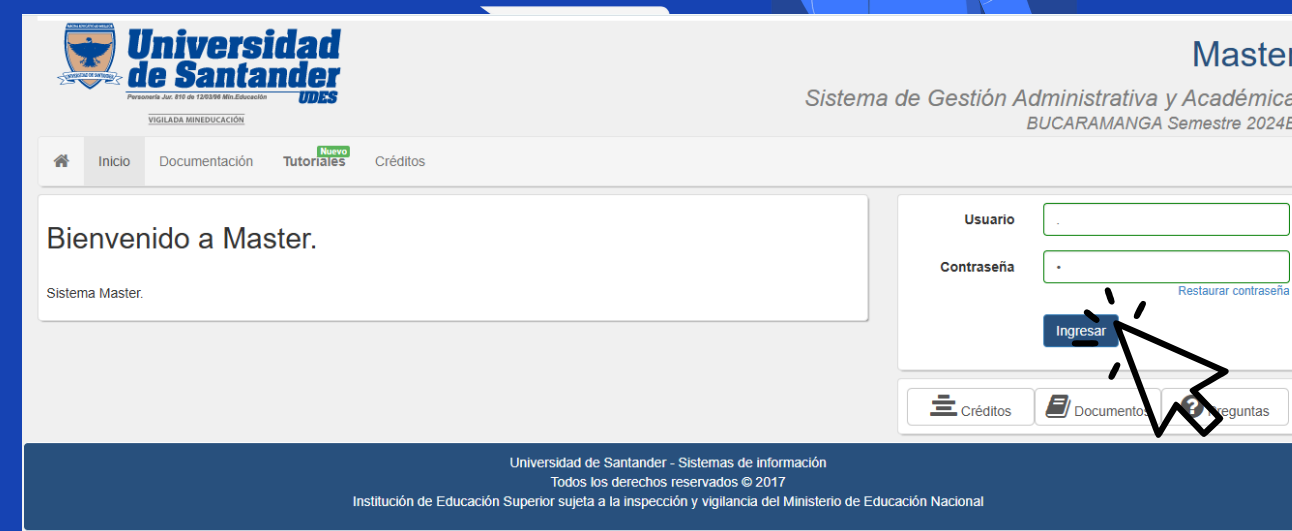 Universidad
de Santander
UDES
Personería Jur. 810 de 12/03/96 Min.Educación
VIGILADA MINEDUCACIÓN
Master
Sistema de Gestión Administrativa y Académica
BUCARAMANGA Semestre 2024B
Inicio
Documentación
Tutoriales
Nuevo
Créditos
Bienvenido a Master.
Sistema Master.
Usuario
.
Contraseña
•
Restaurar contraseña
Ingresar
Créditos
Documentos
Preguntas
Universidad de Santander - Sistemas de información
Todos los derechos reservados © 2017
Institución de Educación Superior sujeta a la inspección y vigilancia del Ministerio de Educación Nacional